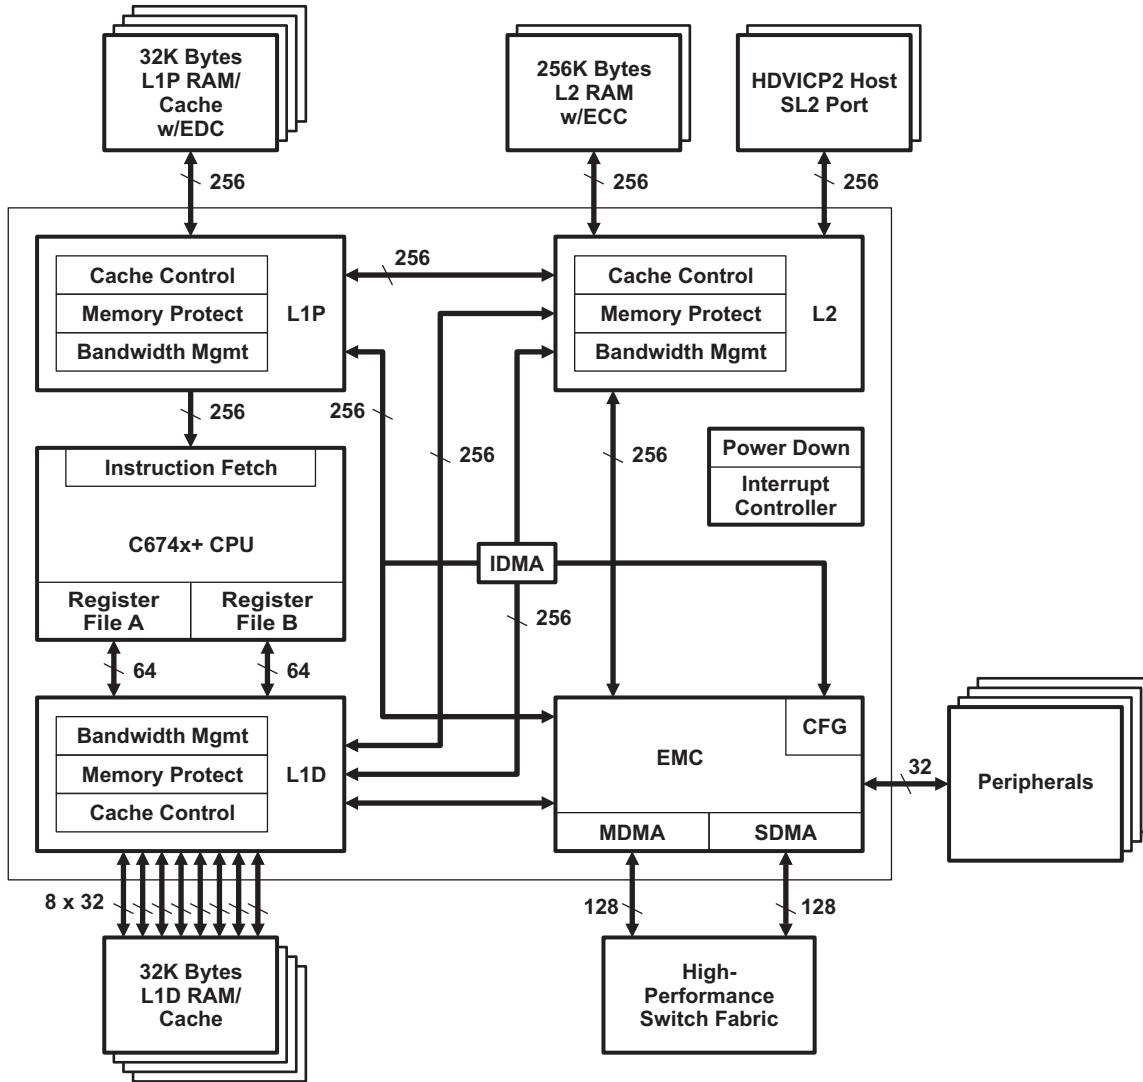 32K Bytes
L1P RAM/
Cache
w/EDC
256K Bytes
L2 RAM
w/ECC
HDVICP2 Host
SL2 Port
256
256
256
Cache Control
Memory Protect
Bandwidth Mgmt
L1P
256
Cache Control
Memory Protect
Bandwidth Mgmt
L2
256
256
256
256
Power Down
Interrupt
Controller
Instruction Fetch
C674x+ CPU
Register
File A
Register
File B
IDMA
256
64
64
Bandwidth Mgmt
Memory Protect
Cache Control
L1D
CFG
EMC
MDMA
SDMA
32
Peripherals
8 x 32
128
128
32K Bytes
L1D RAM/
Cache
High-
Performance
Switch Fabric